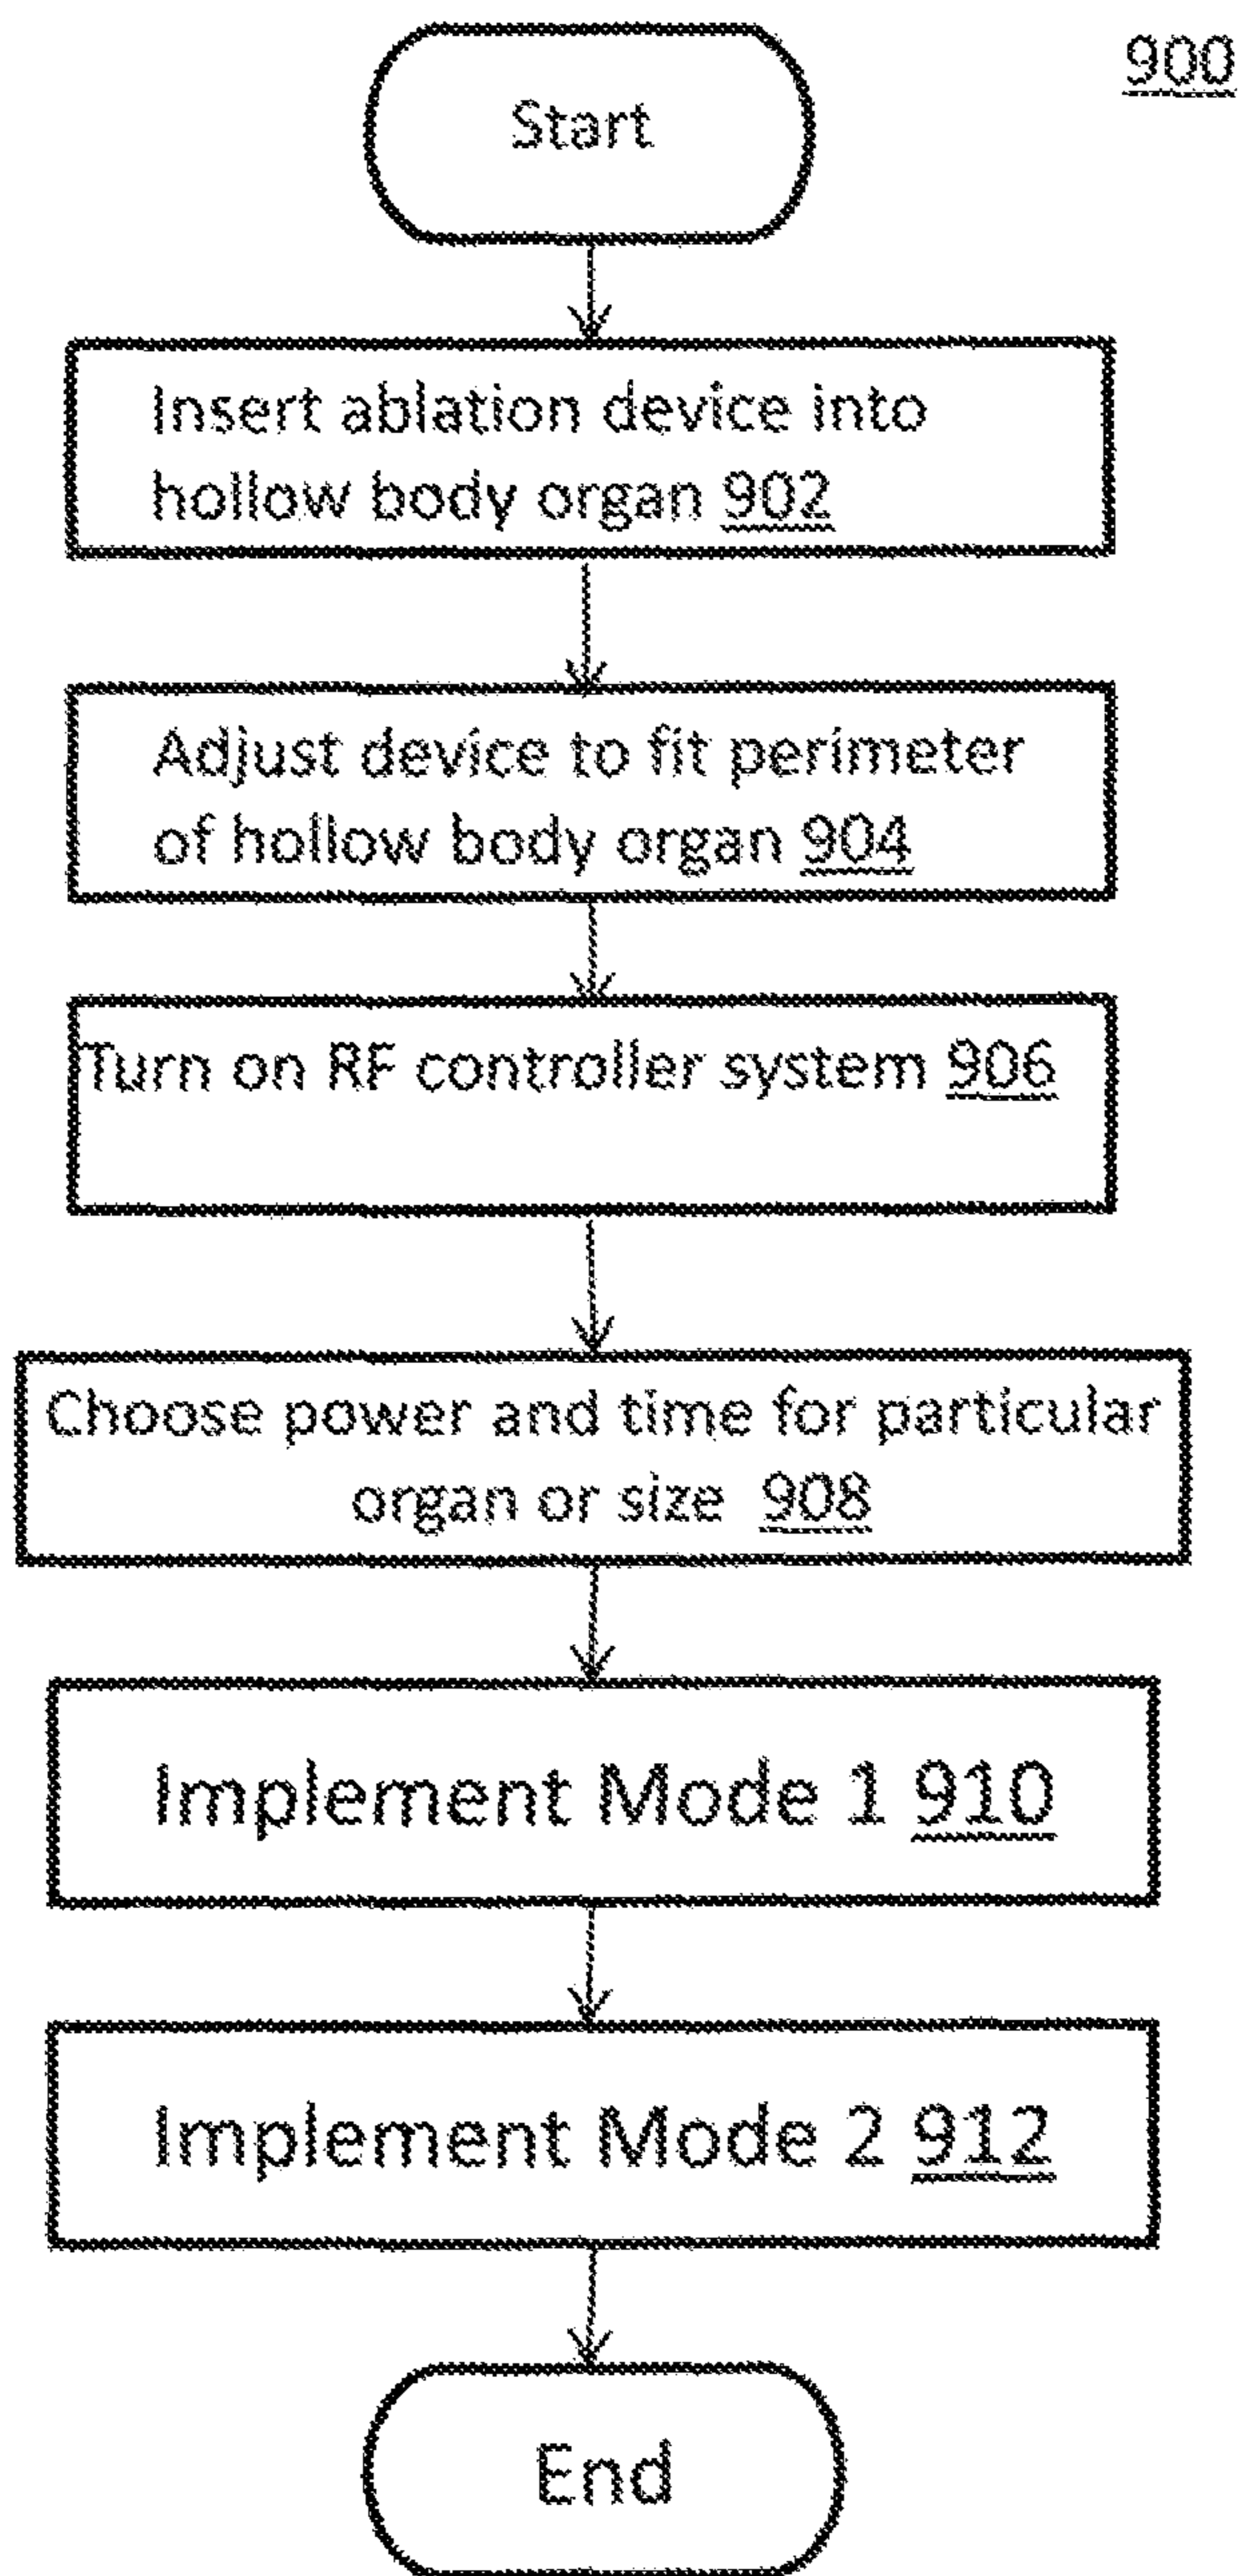 900
Start
Insert ablation device into
hollow body organ 902
Adjust device to fit perimeter
of hollow body organ 904
Turn on RF controller system 906
Choose power and time for particular
organ or size 908
Implement Mode 1 910
Implement Mode 2 912
End